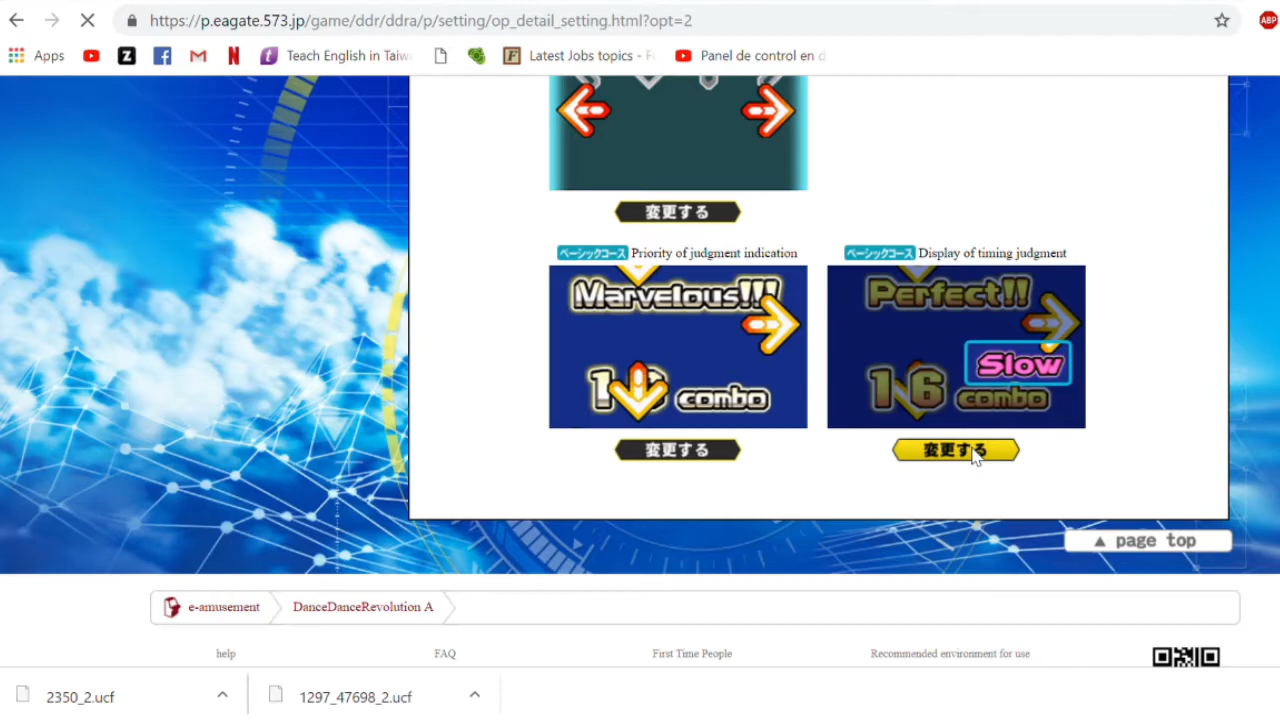 https://p.eagate.573.jp/game/ddr/ddra/p/setting/op_detail_setting.html?opt=2
ABP
Apps
Z
f
M
N
t
Teach English in Taiw
F
Latest Jobs topics - F
Panel de control en d
変更する
ベーシックコース Priority of judgment indication
ベーシックコース Display of timing judgment
Marvelous!!!
combo
Perfect!!
Slow
16 combo
変更する
変更する
▲ page top
e-amusement
DanceDanceRevolution A
help
FAQ
First Time People
Recommended environment for use
2350_2.ucf
1297_47698_2.ucf